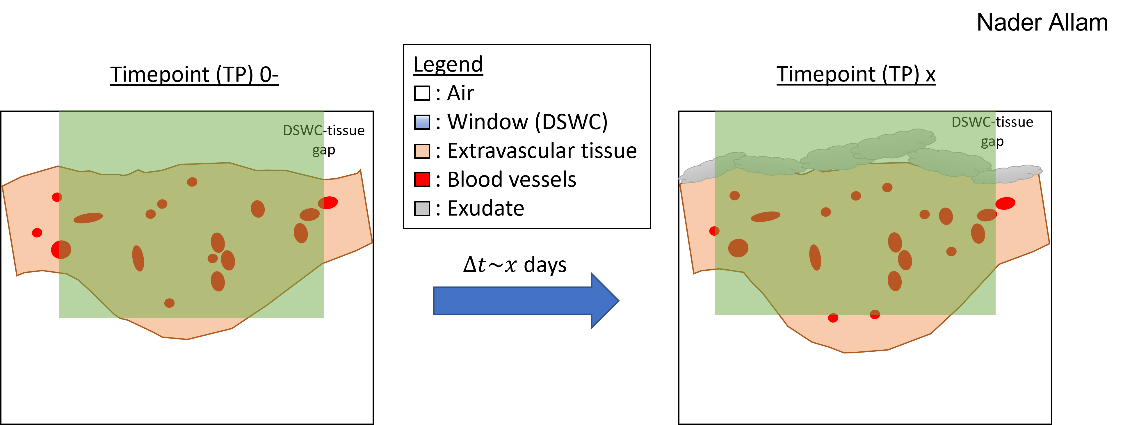 Nader Allam
Timepoint (TP) 0-
Legend
: Air
: Window (DSWC)
: Extravascular tissue
: Blood vessels
: Exudate
Timepoint (TP) x
DSWC-tissue
gap
DSWC-tissue
gap
Δt~x days